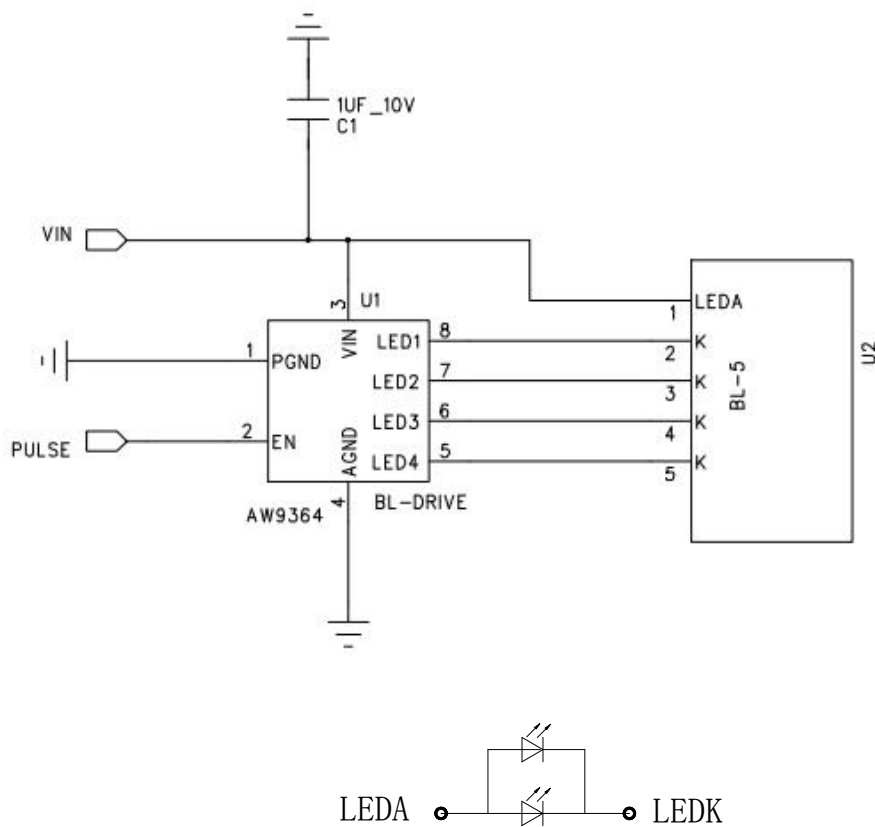 1UF_10V
C1
VIN
3
U1
VIN
1
PGND
2
EN
PULSE
AGND
4
LED1
8
LED2
7
LED3
6
LED4
5
AW9364
BL-DRIVE
LEDA
1
K
2
K
3
K
4
K
5
BL-5
U2
LEDA
LEDK